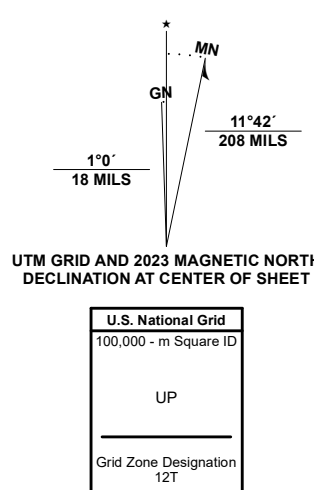 ★
MN
GN
11°42´
208 MILS
1°0´
18 MILS
UTM GRID AND 2023 MAGNETIC NORTH
DECLINATION AT CENTER OF SHEET
U.S. National Grid
100,000 - m Square ID
UP
Grid Zone Designation
12T